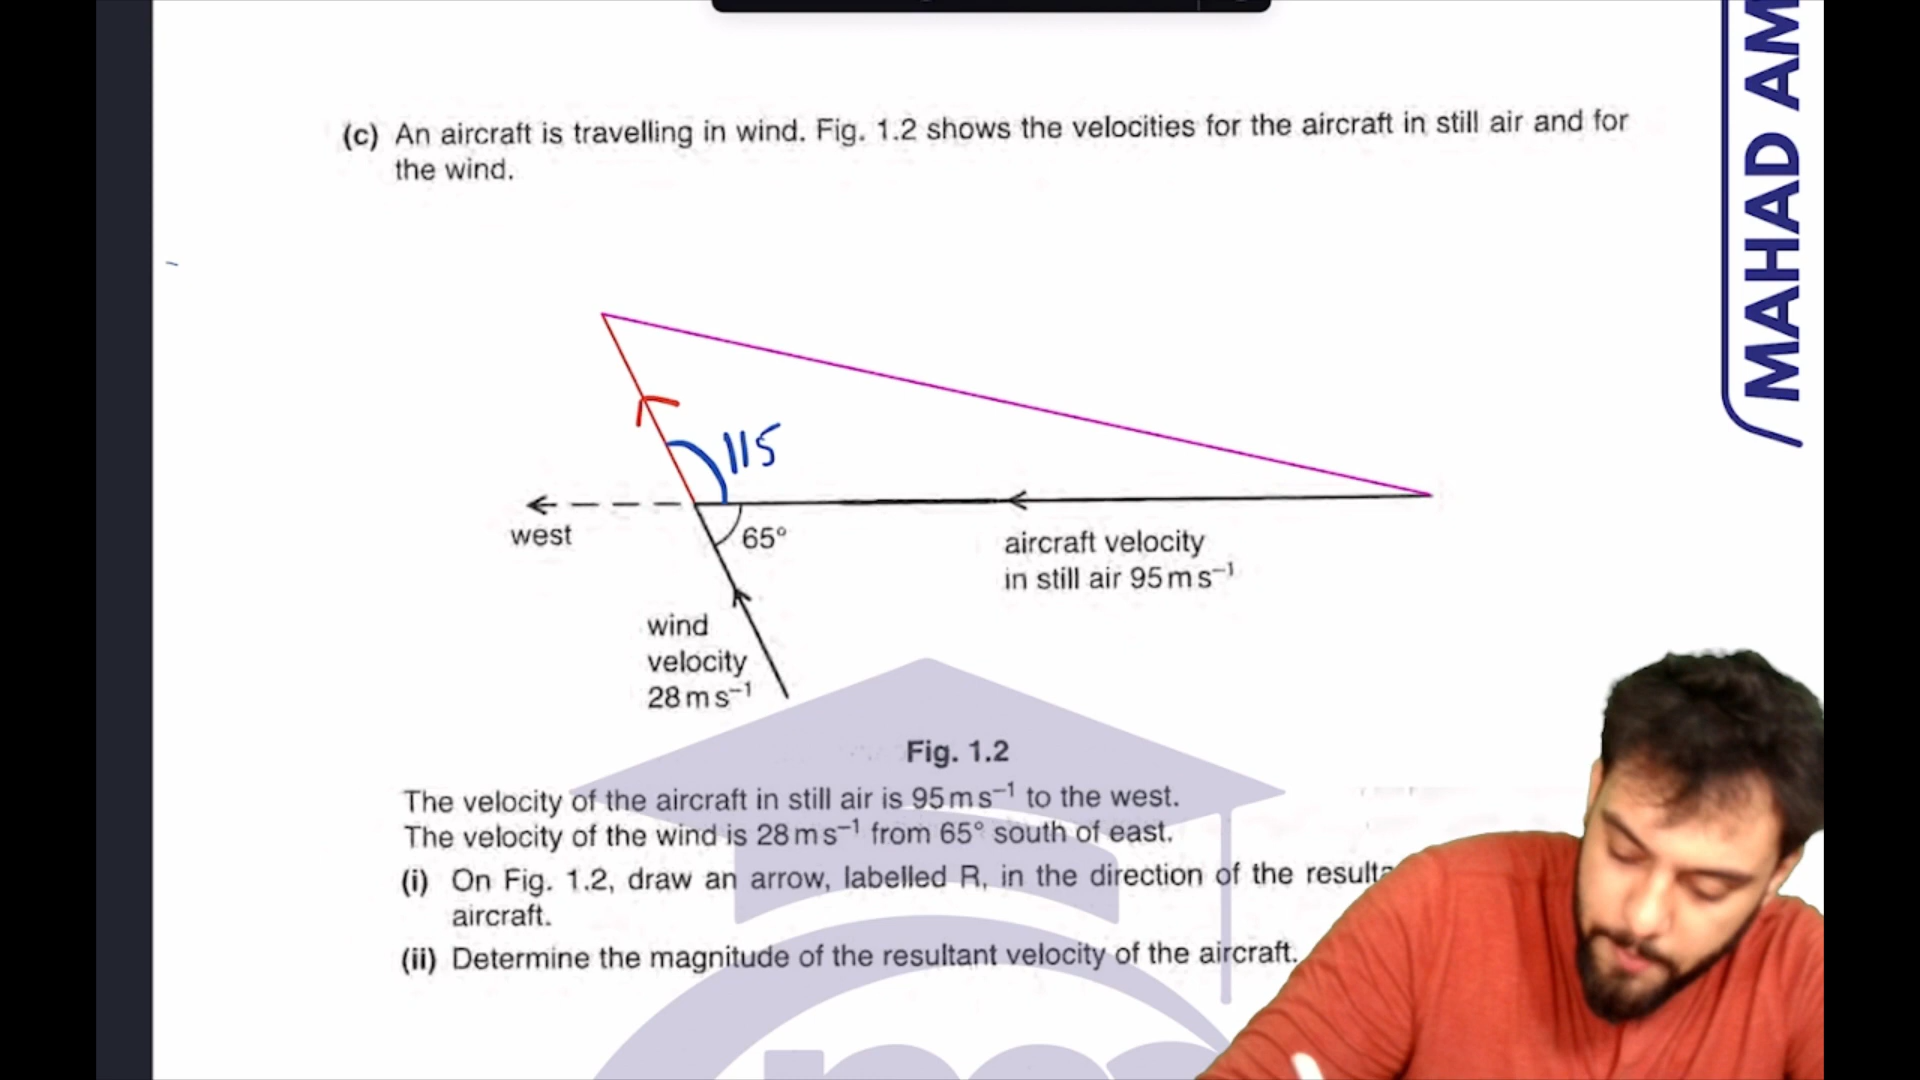 MAHAD AM
(c) An aircraft is travelling in wind. Fig. 1.2 shows the velocities for the aircraft in still air and for
the wind.
115
west
65°
aircraft velocity
in still air 95 m s⁻¹
wind
velocity
28 m s⁻¹
Fig. 1.2
The velocity of the aircraft in still air is 95 m s⁻¹ to the west.
The velocity of the wind is 28 m s⁻¹ from 65° south of east.
(i) On Fig. 1.2, draw an arrow, labelled R, in the direction of the
aircraft.
(ii) Determine the magnitude of the resultant velocity of the aircraft.